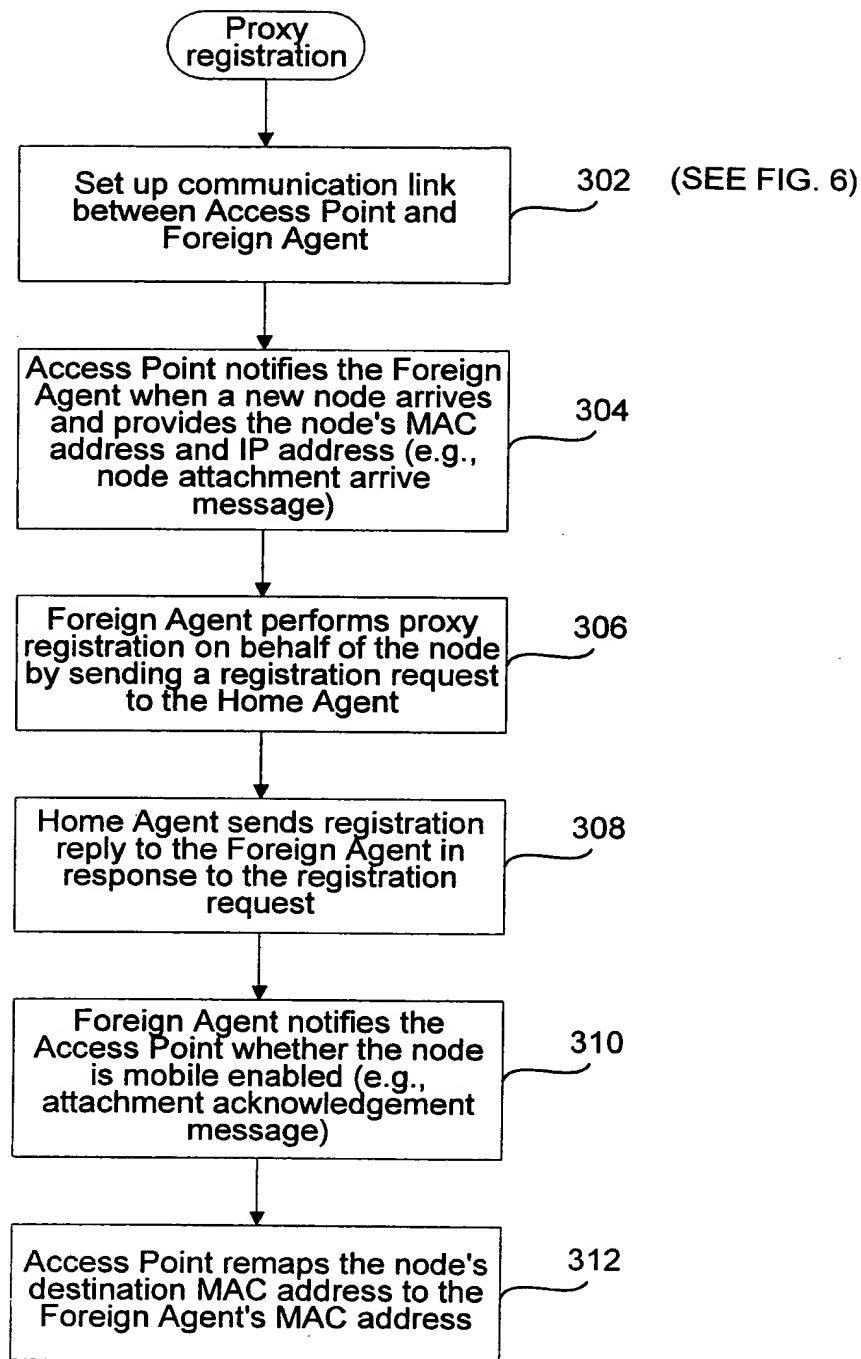 Proxy
registration
Set up communication link
between Access Point and
Foreign Agent
302 (SEE FIG. 6)
Access Point notifies the Foreign
Agent when a new node arrives
and provides the node's MAC
address and IP address (e.g.,
node attachment arrive
message)
304
Foreign Agent performs proxy
registration on behalf of the node
by sending a registration request
to the Home Agent
306
Home Agent sends registration
reply to the Foreign Agent in
response to the registration
request
308
Foreign Agent notifies the
Access Point whether the node
is mobile enabled (e.g.,
attachment acknowledgement
message)
310
Access Point remaps the node's
destination MAC address to the
Foreign Agent's MAC address
312